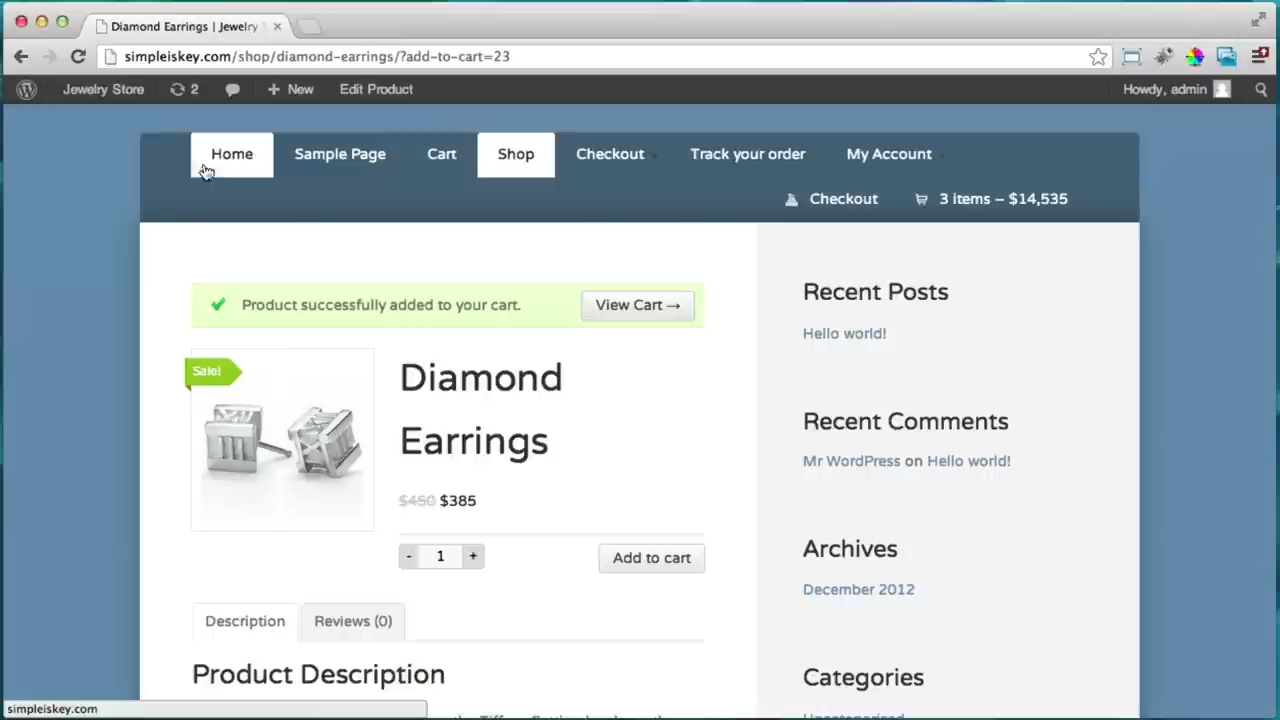 Diamond Earrings | Jewelry
simpleiskey.com/shop/diamond-earrings/?add-to-cart=23
Jewelry Store 2 + New Edit Product Howdy, admin
Home Sample Page Cart Shop Checkout Track your order My Account
Checkout 3 items – $14,535
Product successfully added to your cart. View Cart →
Recent Posts
Hello world!
Sale!
Diamond
Earrings
$450 $385
- 1 + Add to cart
Recent Comments
Mr WordPress on Hello world!
Archives
December 2012
Description Reviews (0)
Product Description
Categories
simpleiskey.com